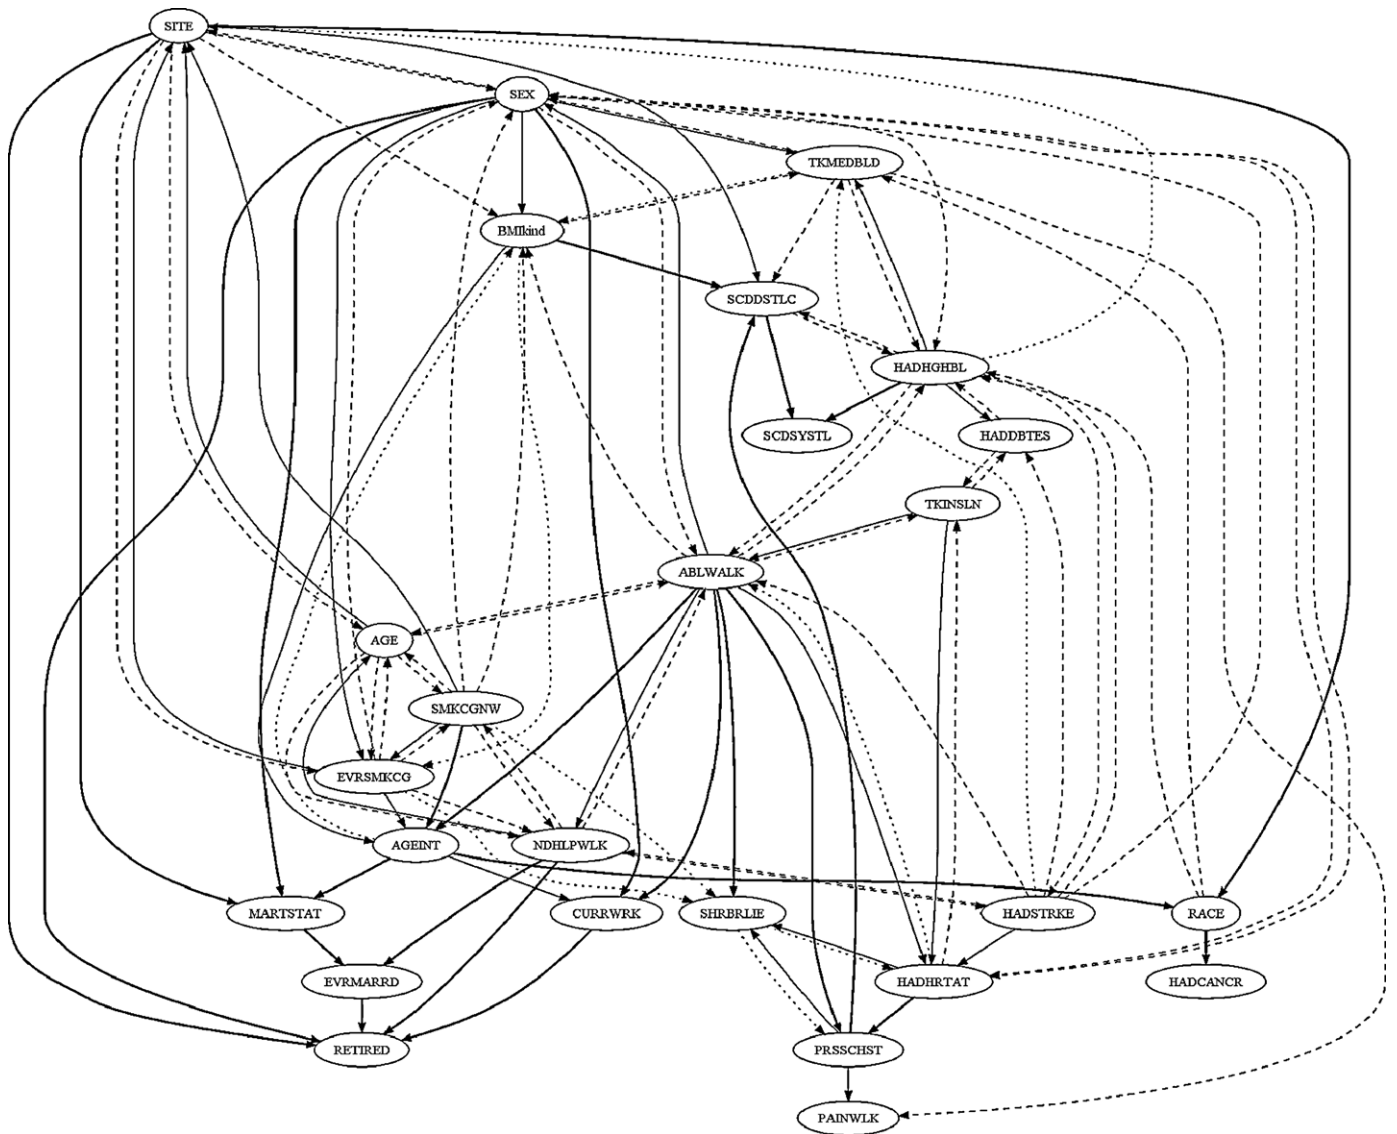 SITE
SEX
TKMEDBLD
BMIkind
SCDDSTLC
HADHGHBL
SCDSYSTL
HADDBTES
TKINSLN
ABLWALK
AGE
SMKCGNW
EVRSMKCG
AGEINT
NDHLPWLK
MARTSTAT
CURRWRK
SHRBRLIE
HADSTRKE
RACE
EVRMARRD
HADHRTAT
HADCANCR
RETIRED
PRSSCHST
PAINWLK